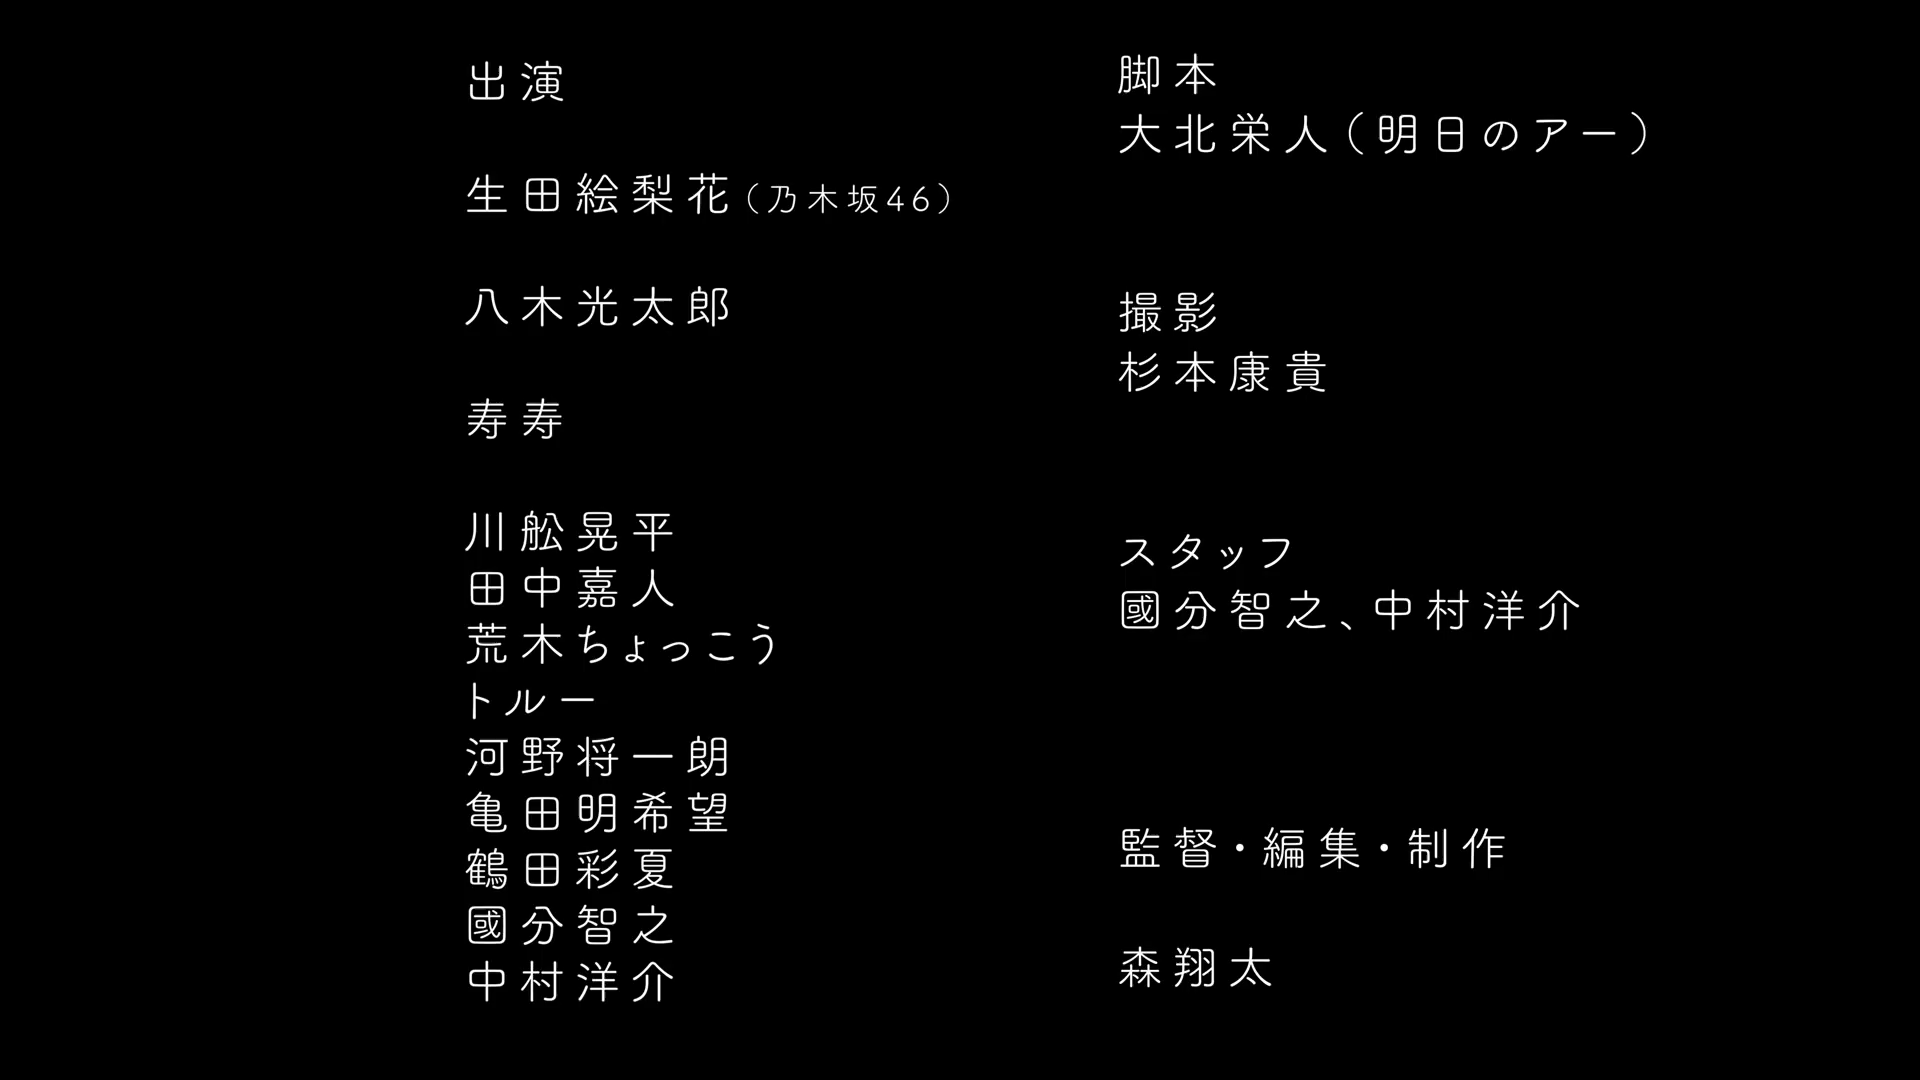 出演
生田絵梨花（乃木坂46）
八木光太郎
寿寿
川舩晃平
田中嘉人
荒木ちょっこう
トルー
河野将一朗
亀田明希望
鶴田彩夏
國分智之
中村洋介
脚本
大北栄人（明日のアー）
撮影
杉本康貴
スタッフ
國分智之、中村洋介
監督・編集・制作
森翔太